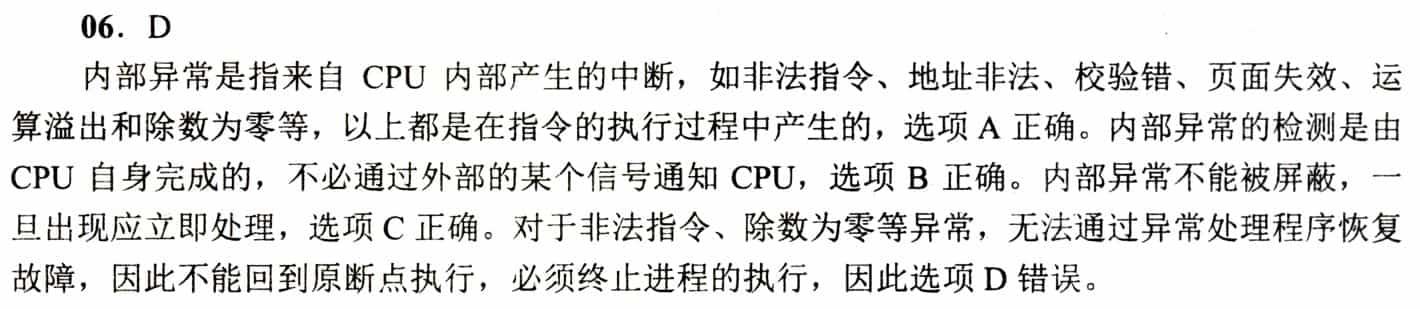 06. D
内部异常是指来自 CPU 内部产生的中断，如非法指令、地址非法、校验错、页面失效、运
算溢出和除数为零等，以上都是在指令的执行过程中产生的，选项 A 正确。内部异常的检测是由
CPU 自身完成的，不必通过外部的某个信号通知 CPU，选项 B 正确。内部异常不能被屏蔽，一
旦出现应立即处理，选项 C 正确。对于非法指令、除数为零等异常，无法通过异常处理程序恢复
故障，因此不能回到原断点执行，必须终止进程的执行，因此选项 D 错误。